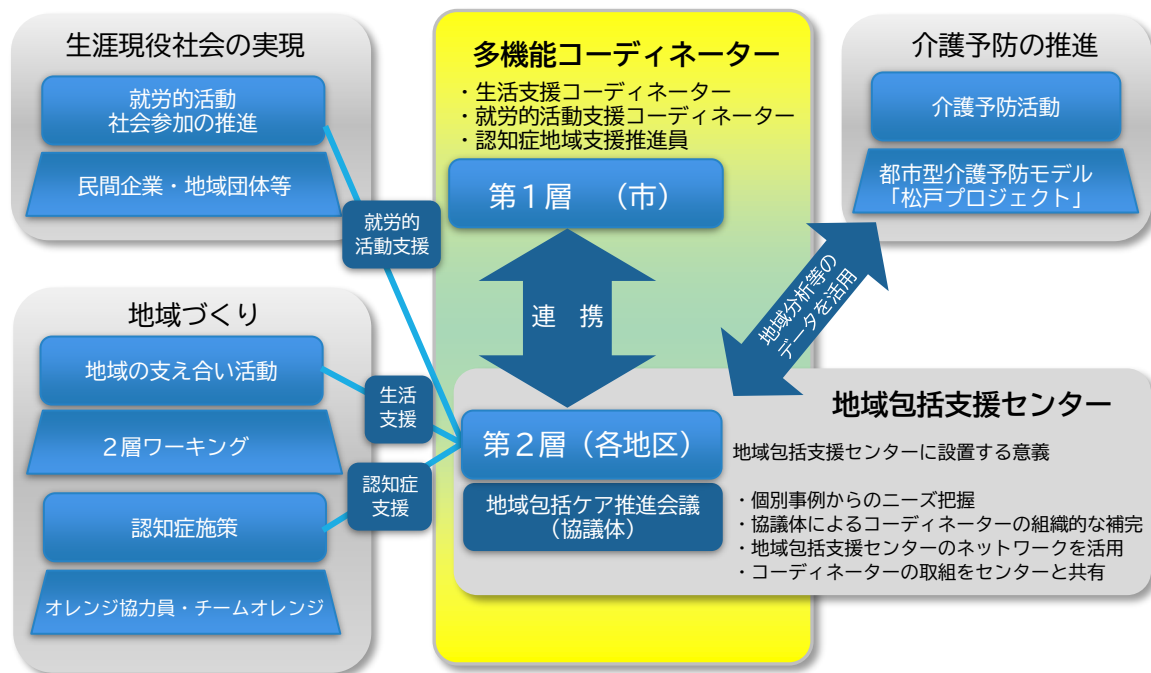 生涯現役社会の実現
就労的活動
社会参加の推進
民間企業・地域団体等
就労的
活動支援
地域づくり
地域の支え合い活動
２層ワーキング
生活
支援
認知症施策
オレンジ協力員・チームオレンジ
認知症
支援
多機能コーディネーター
・生活支援コーディネーター
・就労的活動支援コーディネーター
・認知症地域支援推進員
第１層　（市）
連　携
第２層（各地区）
地域包括ケア推進会議
（協議体）
介護予防の推進
介護予防活動
都市型介護予防モデル
「松戸プロジェクト」
地域分析等の
データを活用
地域包括支援センター
地域包括支援センターに設置する意義
・個別事例からのニーズ把握
・協議体によるコーディネーターの組織的な補完
・地域包括支援センターのネットワークを活用
・コーディネーターの取組をセンターと共有